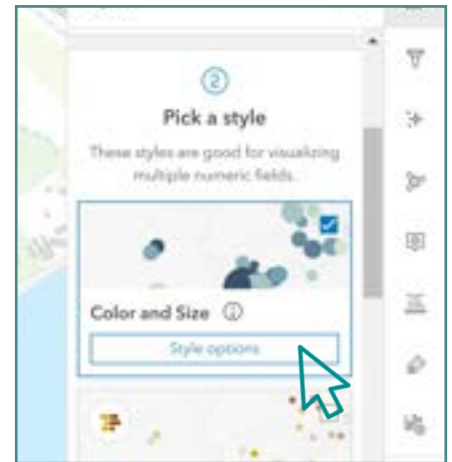 2
Pick a style
These styles are good for visualizing
multiple numeric fields.
Color and Size
Style options